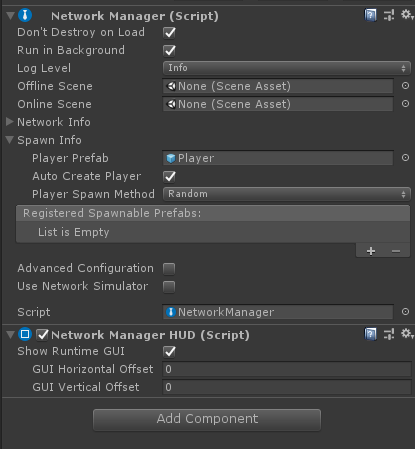 Network Manager (Script)
Don't Destroy on Load
Run in Background
Log Level Info
Offline Scene None (Scene Asset)
Online Scene None (Scene Asset)
Network Info
Spawn Info
Player Prefab Player
Auto Create Player
Player Spawn Method Random
Registered Spawnable Prefabs:
List is Empty
Advanced Configuration
Use Network Simulator
Script NetworkManager
Network Manager HUD (Script)
Show Runtime GUI
GUI Horizontal Offset 0
GUI Vertical Offset 0
Add Component